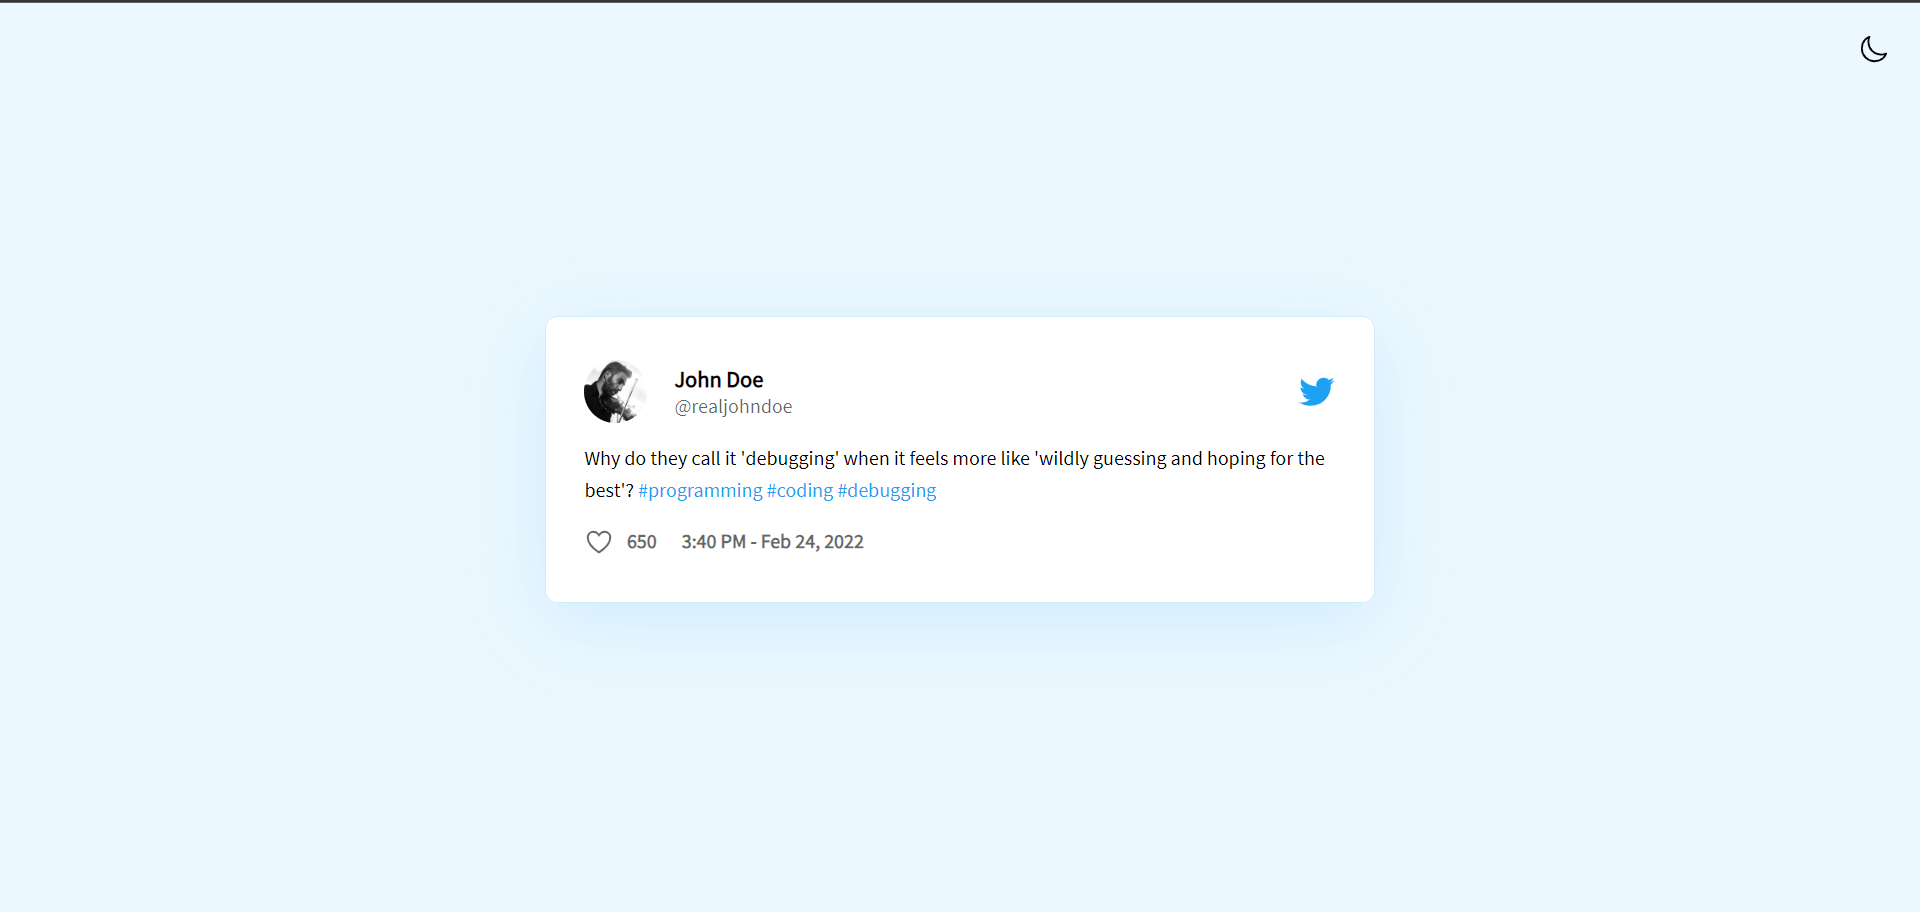 John Doe
@realjohndoe
Why do they call it 'debugging' when it feels more like 'wildly guessing and hoping for the
best'? #programming #coding #debugging
650 3:40 PM - Feb 24, 2022